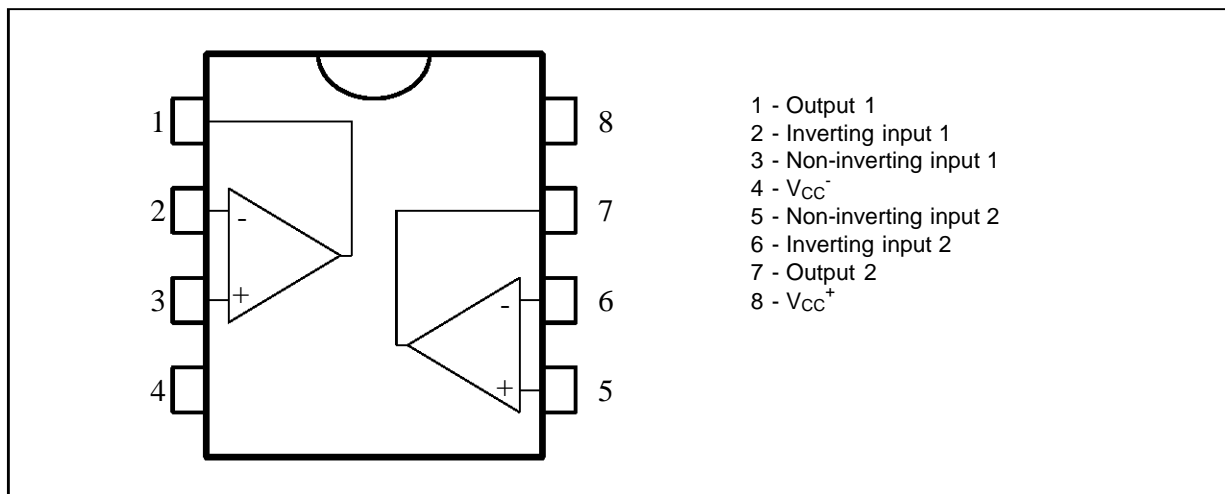 1 8
2 - 7
3 + - 6
4 + 5
1 - Output 1
2 - Inverting input 1
3 - Non-inverting input 1
4 - VCC-
5 - Non-inverting input 2
6 - Inverting input 2
7 - Output 2
8 - VCC+